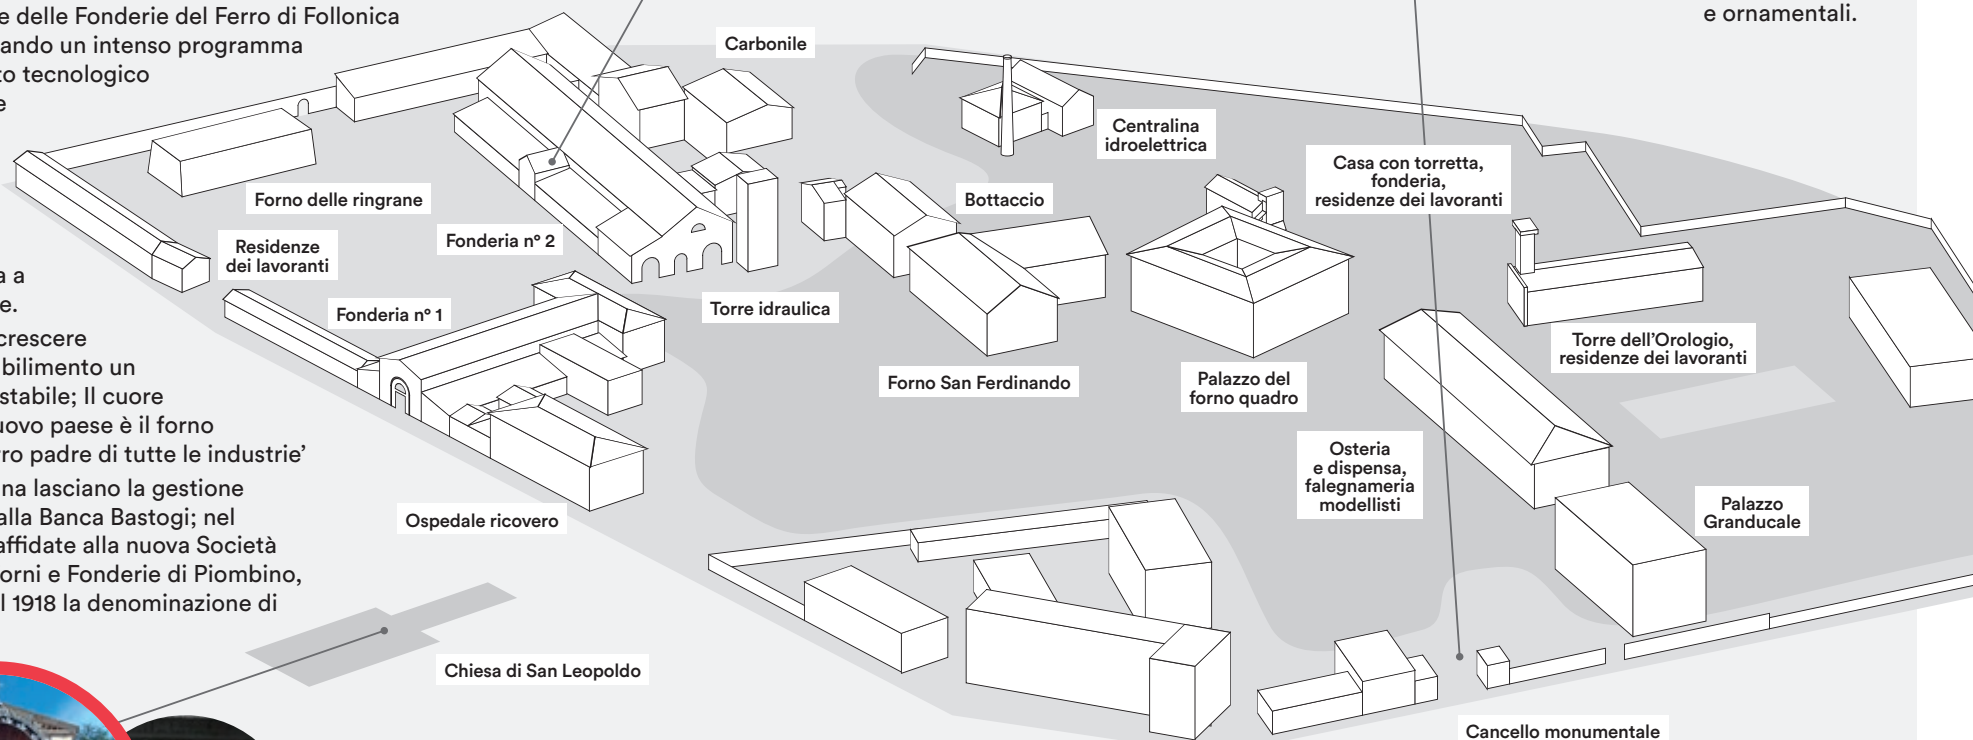 e delle Fonderie del Ferro di Follonica
ando un intenso programma
to tecnologico
e
a a
e.
crescere
bilimento un
stabile; Il cuore
uovo paese è il forno
rro padre di tutte le industrie’
na lasciano la gestione
alla Banca Bastogi; nel
affidate alla nuova Società
orni e Fonderie di Piombino,
l 1918 la denominazione di
e ornamentali.
Carbonile
Centralina
idroelettrica
Casa con torretta,
fonderia,
residenze dei lavoranti
Forno delle ringrane
Bottaccio
Fonderia n° 2
Residenze
dei lavoranti
Fonderia n° 1
Torre idraulica
Torre dell’Orologio,
residenze dei lavoranti
Forno San Ferdinando
Palazzo del
forno quadro
Osteria
e dispensa,
falegnameria
modellisti
Palazzo
Granducale
Ospedale ricovero
Chiesa di San Leopoldo
Cancello monumentale